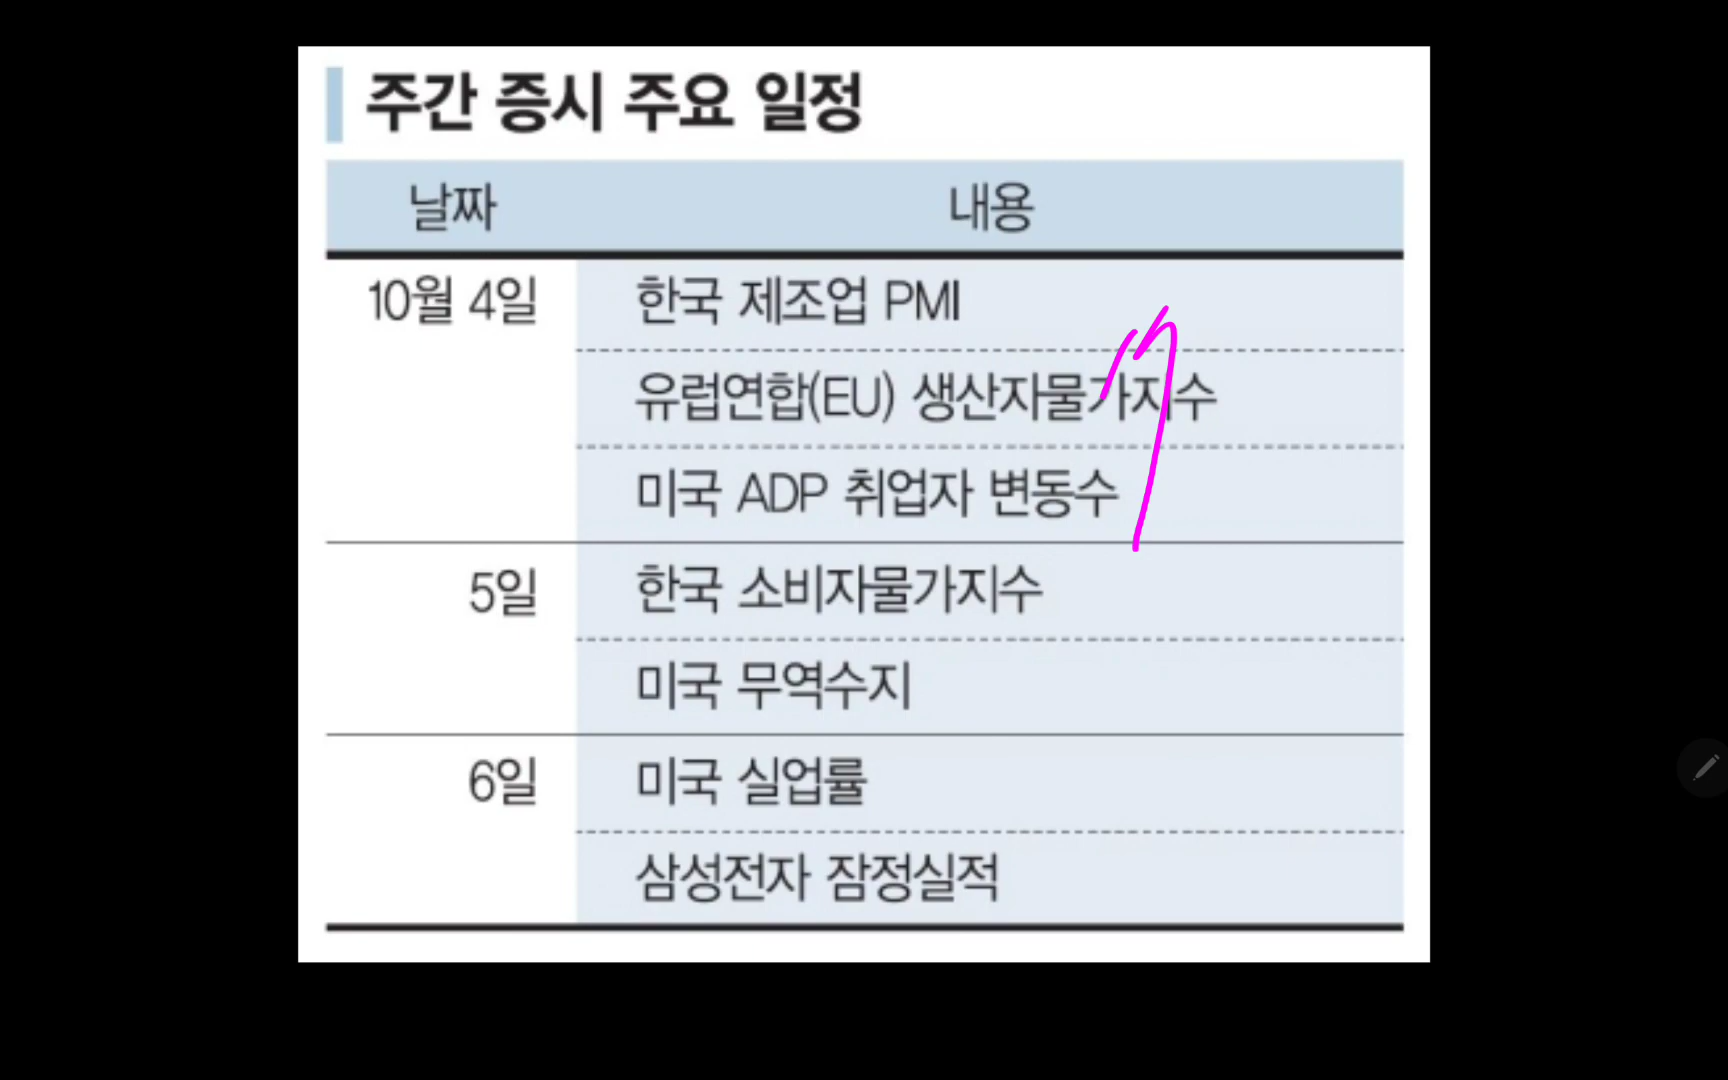 주간 증시 주요 일정
날짜 내용
10월 4일 한국 제조업 PMI
유럽연합(EU) 생산자물가지수
미국 ADP 취업자 변동수
5일 한국 소비자물가지수
미국 무역수지
6일 미국 실업률
삼성전자 잠정실적